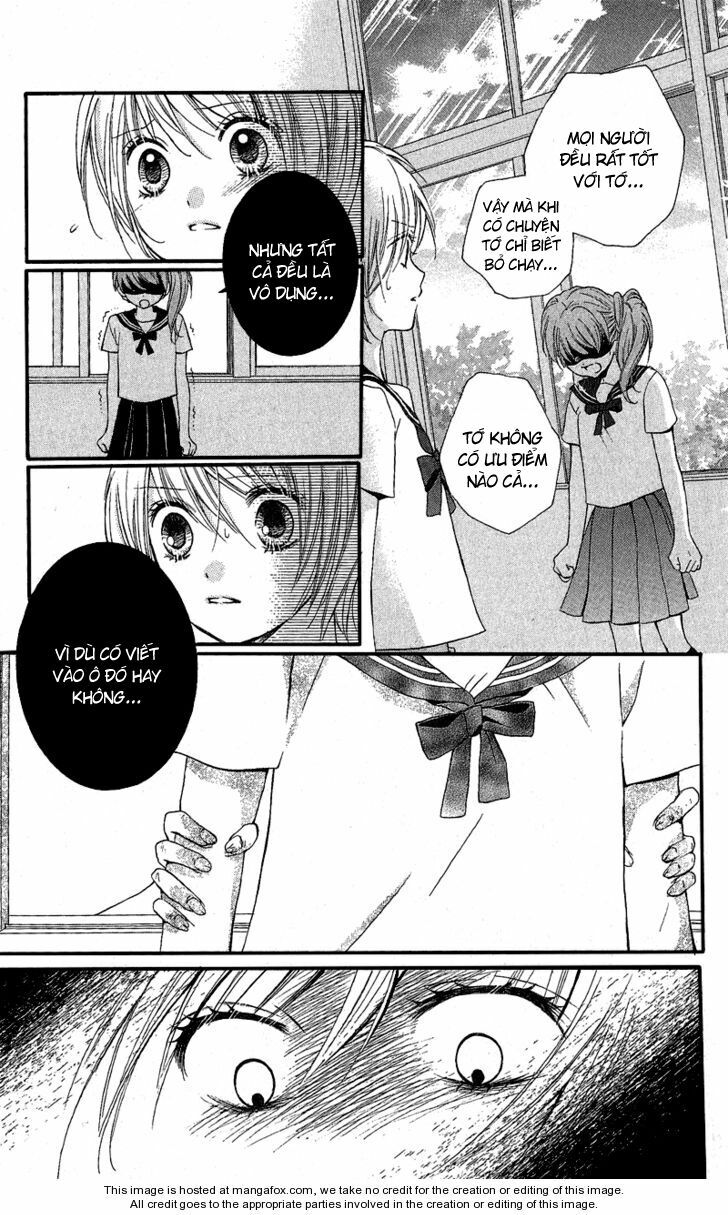 MỌI NGƯỜI
ĐỀU RẤT TỐT
VỚI TỚ...
VẬY MÀ KHI
CÓ CHUYỆN
TỚ CHỈ BIẾT
BỎ CHẠY...
TỚ KHÔNG
CÓ ƯU ĐIỂM
NÀO CẢ...
NHƯNG TẤT
CẢ ĐỀU LÀ
VÔ DỤNG...
VÌ DÙ CÓ VIẾT
VÀO Ô ĐÓ HAY
KHÔNG...
This image is hosted at mangafox.com, we take no credit for the creation or editing of this image.
All credit goes to the appropriate parties involved in the creation or editing of this image.